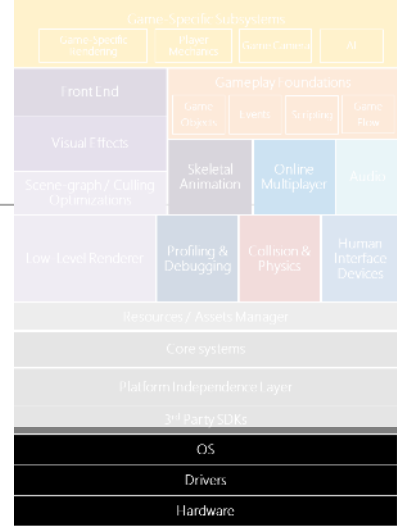 Game-Specific Subsystems
Game-Specific
Rendering
Player
Mechanics
Game Camera
AI
Front End
Visual Effects
Scene-graph / Culling
Optimizations
Gameplay Foundations
Game
Objects
Events
Scripting
Game
Flow
Skeletal
Animation
Online
Multiplayer
Audio
Low-Level Renderer
Profiling &
Debugging
Collision &
Physics
Human
Interface
Devices
Resources / Assets Manager
Core systems
Platform Independence Layer
3rd Party SDKs
OS
Drivers
Hardware